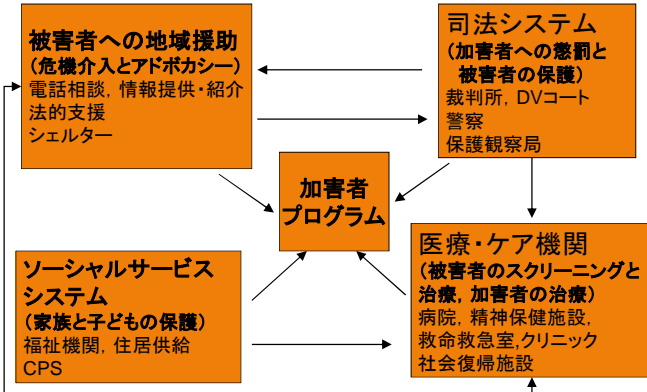 被害者への地域援助
(危機介入とアドボカシー)
電話相談, 情報提供・紹介
法的支援
シェルター
司法システム
(加害者への懲罰と
被害者の保護)
裁判所, DVコート
警察
保護観察局
加害者
プログラム
ソーシャルサービス
システム
(家族と子どもの保護)
福祉機関, 住居供給
CPS
医療・ケア機関
(被害者のスクリーニングと
治療, 加害者の治療)
病院, 精神保健施設,
救命救急室,クリニック
社会復帰施設